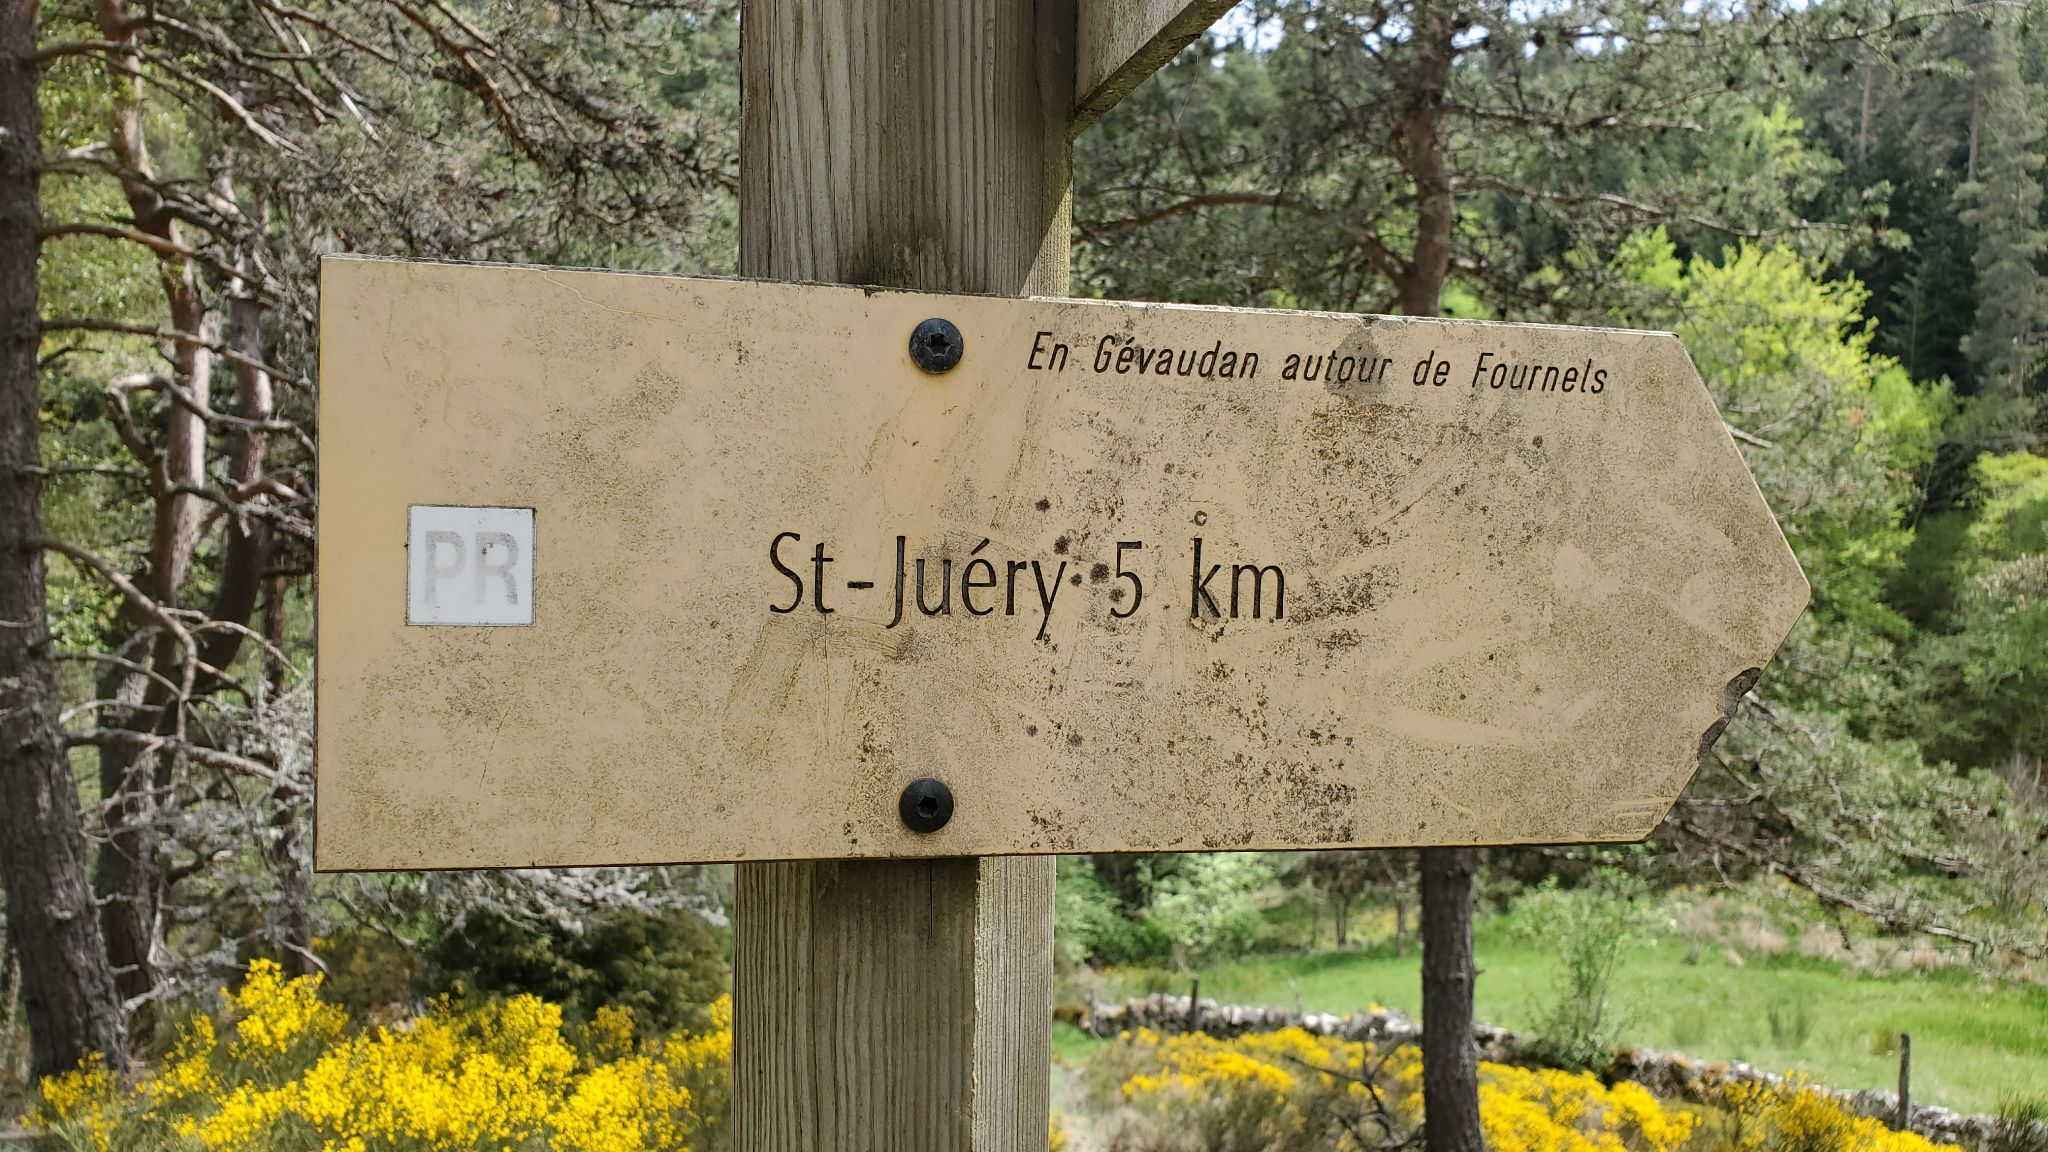 En Gévaudan autour de Fournels
PR
St-Juéry 5 km